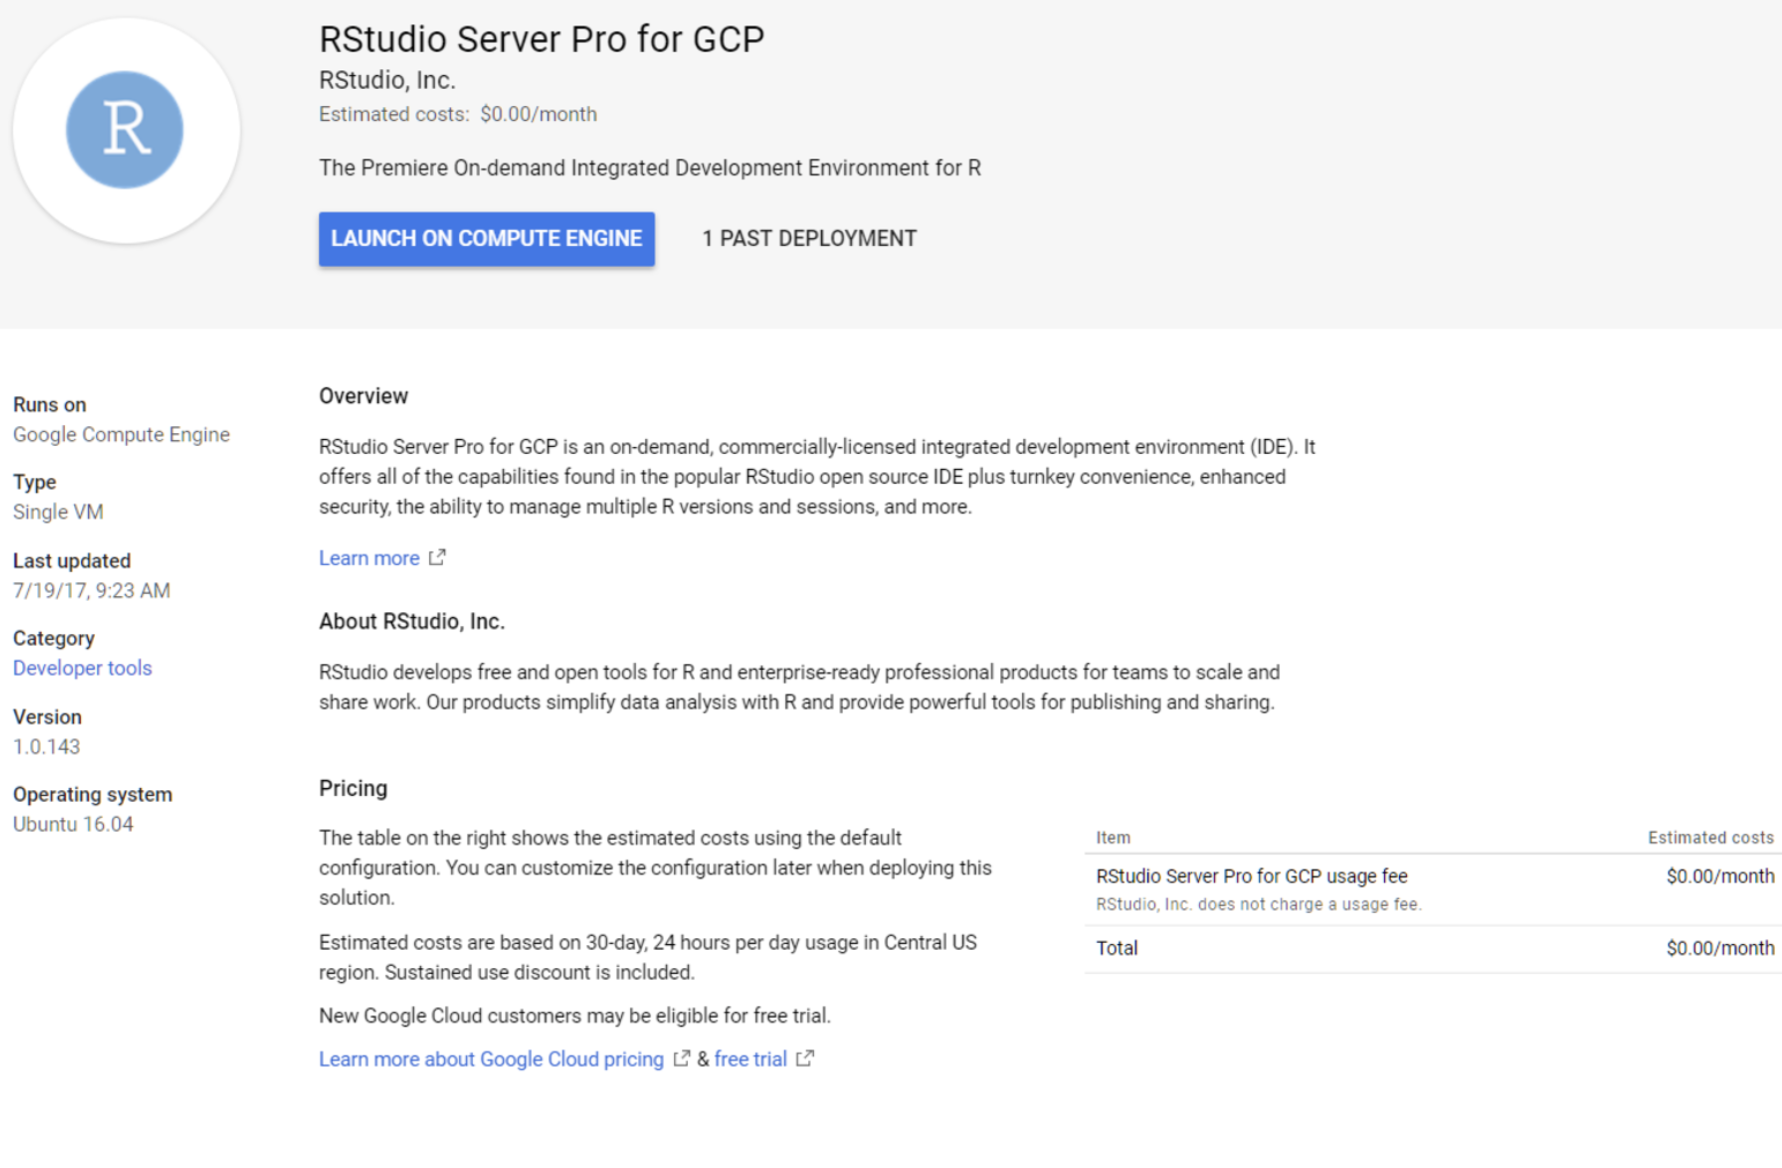 R
RStudio Server Pro for GCP
RStudio, Inc.
Estimated costs: $0.00/month
The Premiere On-demand Integrated Development Environment for R
LAUNCH ON COMPUTE ENGINE
1 PAST DEPLOYMENT
Runs on
Google Compute Engine
Type
Single VM
Last updated
7/19/17, 9:23 AM
Category
Developer tools
Version
1.0.143
Operating system
Ubuntu 16.04
Overview
RStudio Server Pro for GCP is an on-demand, commercially-licensed integrated development environment (IDE). It
offers all of the capabilities found in the popular RStudio open source IDE plus turnkey convenience, enhanced
security, the ability to manage multiple R versions and sessions, and more.
Learn more
About RStudio, Inc.
RStudio develops free and open tools for R and enterprise-ready professional products for teams to scale and
share work. Our products simplify data analysis with R and provide powerful tools for publishing and sharing.
Pricing
The table on the right shows the estimated costs using the default
configuration. You can customize the configuration later when deploying this
solution.
Estimated costs are based on 30-day, 24 hours per day usage in Central US
region. Sustained use discount is included.
New Google Cloud customers may be eligible for free trial.
Learn more about Google Cloud pricing & free trial
Item Estimated costs
RStudio Server Pro for GCP usage fee $0.00/month
RStudio, Inc. does not charge a usage fee.
Total $0.00/month